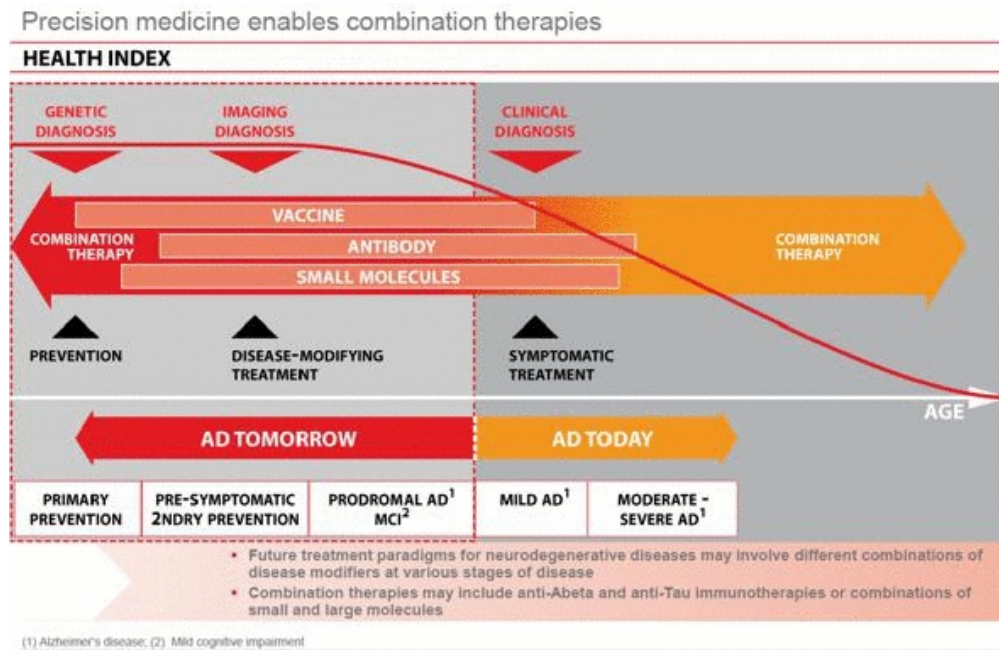 Precision medicine enables combination therapies
HEALTH INDEX
GENETIC
DIAGNOSIS
IMAGING
DIAGNOSIS
CLINICAL
DIAGNOSIS
VACCINE
COMBINATION
THERAPY
ANTIBODY
COMBINATION
THERAPY
SMALL MOLECULES
PREVENTION
DISEASE-MODIFYING
TREATMENT
SYMPTOMATIC
TREATMENT
AGE
AD TOMORROW
AD TODAY
PRIMARY
PREVENTION
PRE-SYMPTOMATIC
2NDRY PREVENTION
PRODROMAL AD¹
MCI²
MILD AD¹
MODERATE -
SEVERE AD¹
• Future treatment paradigms for neurodegenerative diseases may involve different combinations of
disease modifiers at various stages of disease
• Combination therapies may include anti-Abeta and anti-Tau immunotherapies or combinations of
small and large molecules
(1) Alzheimer's disease; (2) Mild cognitive impairment